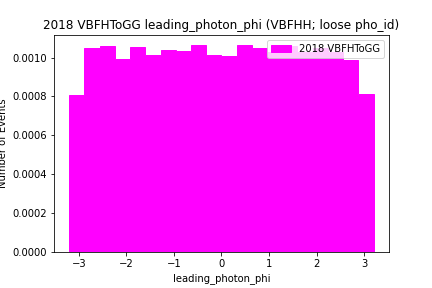 2018 VBFHToGG leading_photon_phi (VBFHH; loose pho_id)
2018 VBFHToGG
Number of Events
0.0010
0.0008
0.0006
0.0004
0.0002
0.0000
−3 −2 −1 0 1 2 3
leading_photon_phi